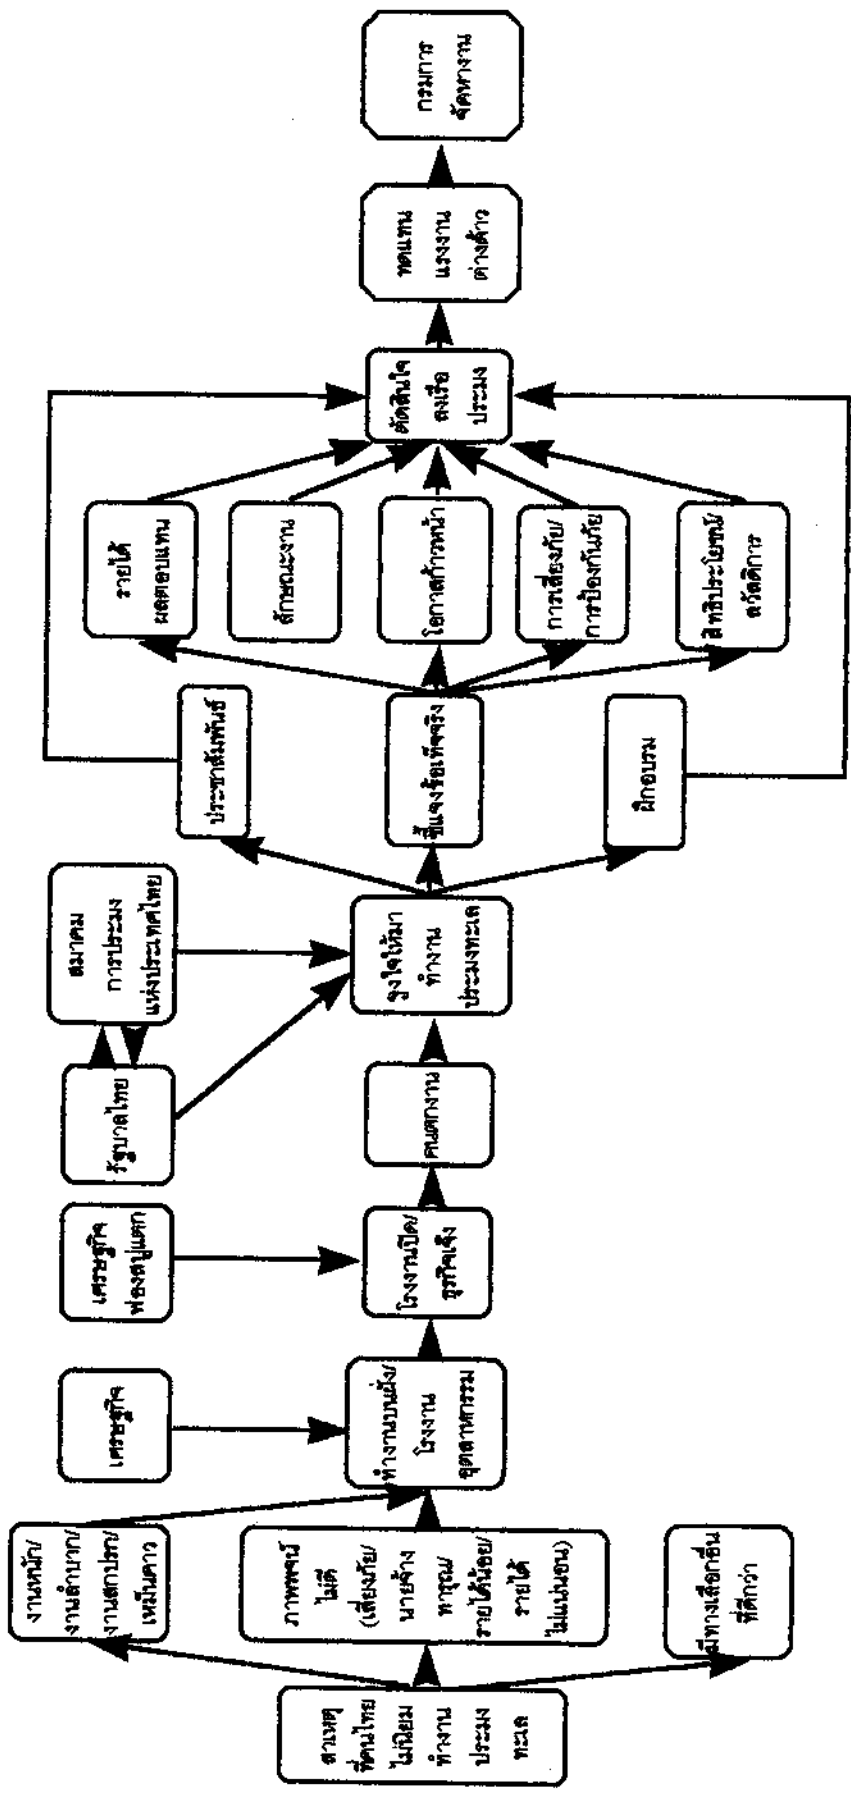 สาเหตุ
ที่คนไทย
ไม่นิยม
ทำงาน
ประมง
ทะเล
งานหนัก/
งานลำบาก/
งานสกปรก/
เหม็นคาว
ภาพพจน์
ไม่ดี
(เสี่ยงภัย/
นายจ้าง
ทารุณ/
รายได้น้อย/
รายได้
ไม่แน่นอน)
มีทางเลือกอื่น
ที่ดีกว่า
เศรษฐกิจ
ทำงานบนฝั่ง/
โรงงาน
อุตสาหกรรม
เศรษฐกิจ
ฟองสบู่แตก
โรงงานปิด/
ธุรกิจเจ๊ง
รัฐบาลไทย
คนตกงาน
สมาคม
การประมง
แห่งประเทศไทย
จูงใจให้มา
ทำงาน
ประมงทะเล
ประชาสัมพันธ์
ชี้แจงข้อเท็จจริง
ฝึกอบรม
รายได้
ผลตอบแทน
ลักษณะงาน
โอกาสก้าวหน้า
การเสี่ยงภัย/
การป้องกันภัย
สิทธิประโยชน์/
สวัสดิการ
ตัดสินใจ
ลงเรือ
ประมง
ทดแทน
แรงงาน
ต่างด้าว
กรมการ
จัดหางาน